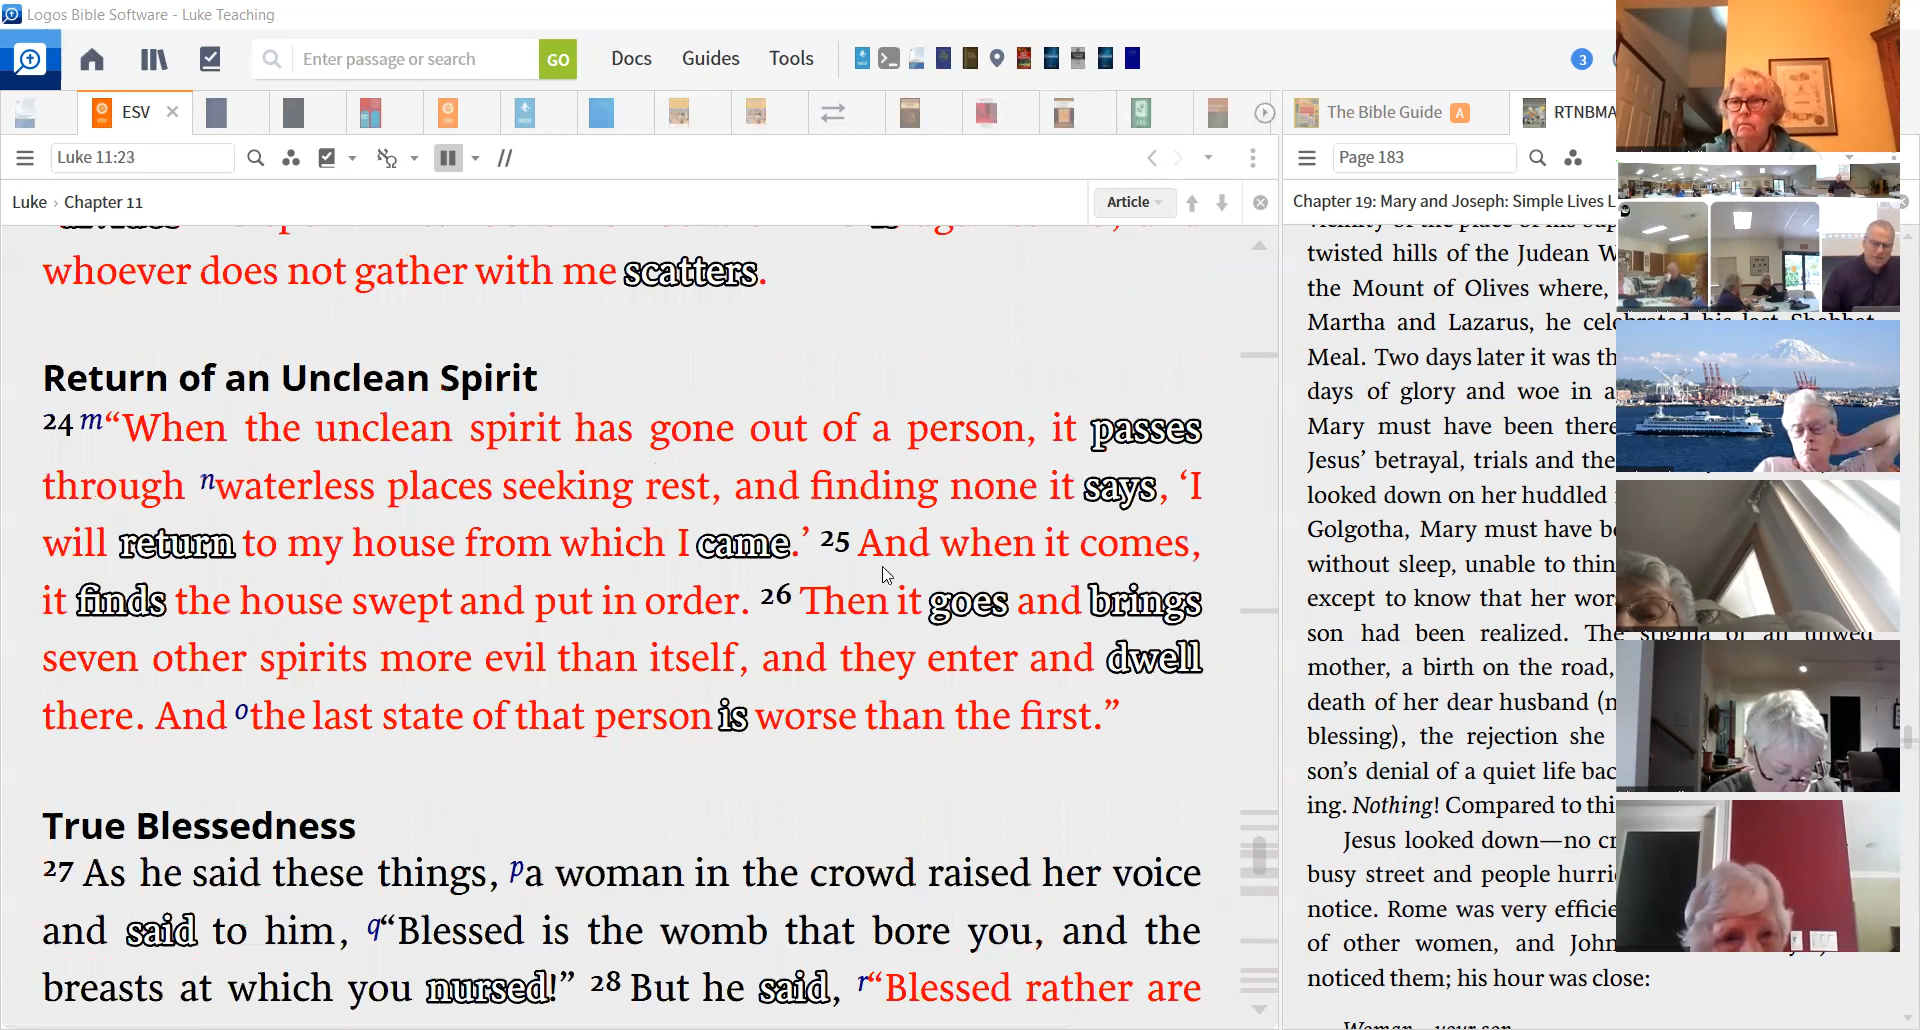 Logos Bible Software - Luke Teaching
Enter passage or search
GO
Docs
Guides
Tools
3
ESV
The Bible Guide A
RTNBMA
Luke 11:23
Page 183
Luke › Chapter 11
Article
Chapter 19: Mary and Joseph: Simple Lives L
whoever does not gather with me scatters.
Return of an Unclean Spirit
24 m“When the unclean spirit has gone out of a person, it passes
through nwaterless places seeking rest, and finding none it says, ‘I
will return to my house from which I came.’ 25 And when it comes,
it finds the house swept and put in order. 26 Then it goes and brings
seven other spirits more evil than itself, and they enter and dwell
there. And othe last state of that person is worse than the first.”
True Blessedness
27 As he said these things, pa woman in the crowd raised her voice
and said to him, q“Blessed is the womb that bore you, and the
breasts at which you nursed!” 28 But he said, r“Blessed rather are
twisted hills of the Judean W
the Mount of Olives where,
Martha and Lazarus, he celebrated his last Shabbat
Meal. Two days later it was th
days of glory and woe in a
Mary must have been there
Jesus’ betrayal, trials and the
looked down on her huddled
Golgotha, Mary must have be
without sleep, unable to thin
except to know that her wor
son had been realized. The stigma of an unwed
mother, a birth on the road,
death of her dear husband (n
blessing), the rejection she
son’s denial of a quiet life bac
ing. Nothing! Compared to thi
Jesus looked down—no cr
busy street and people hurri
notice. Rome was very efficie
of other women, and John
noticed them; his hour was close: